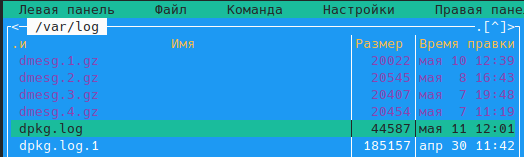 Левая панель Файл Команда Настройки Правая пане
<─ /var/log .[^]>
.и Имя Размер Время правки
dmesg.1.gz 20022 мая 10 12:39
dmesg.2.gz 20545 мая 8 16:43
dmesg.3.gz 20407 мая 7 19:48
dmesg.4.gz 20454 мая 7 11:19
dpkg.log 44587 мая 11 12:01
dpkg.log.1 185157 апр 30 11:42